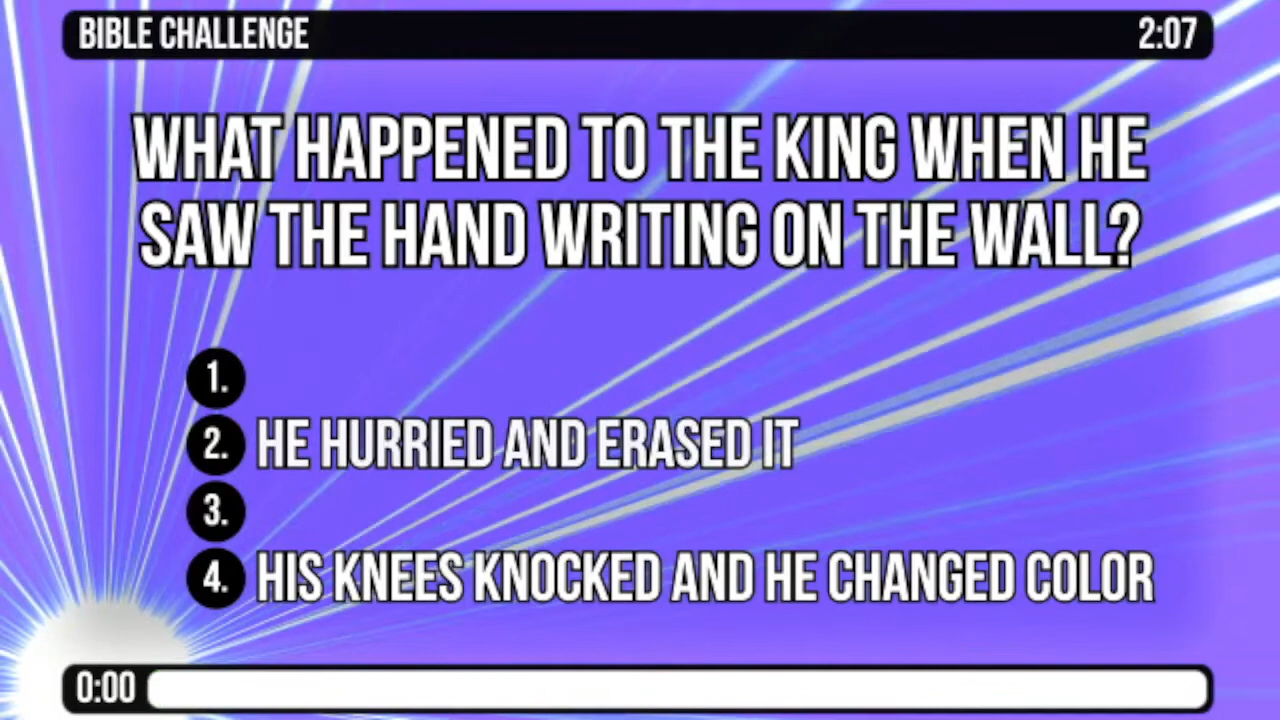 BIBLE CHALLENGE 2:07
WHAT HAPPENED TO THE KING WHEN HE
SAW THE HAND WRITING ON THE WALL?
1.
2. HE HURRIED AND ERASED IT
3.
4. HIS KNEES KNOCKED AND HE CHANGED COLOR
0:00